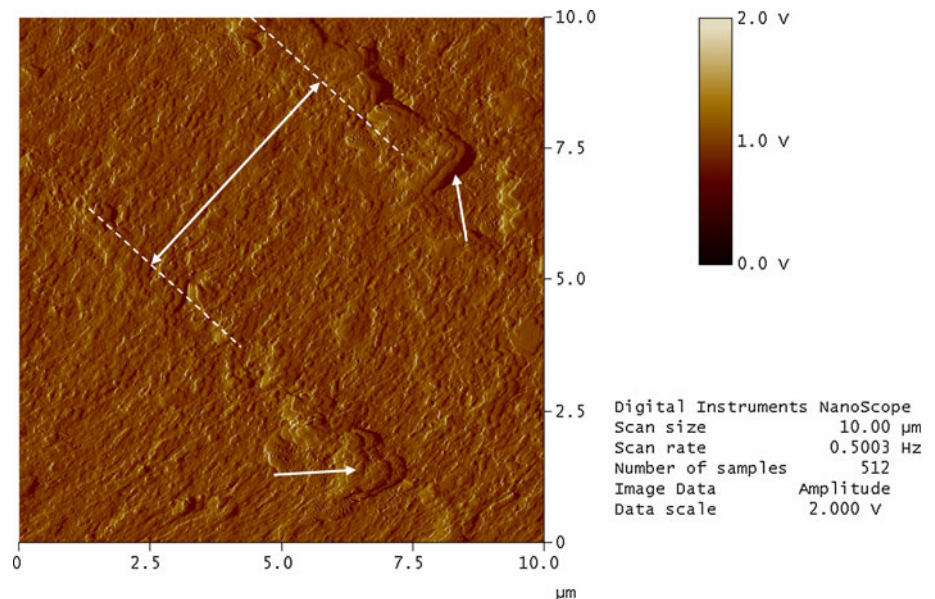 2.0 V
1.0 V
0.0 V
10.0
7.5
5.0
2.5
0
0
2.5
5.0
7.5
10.0
μm
Digital Instruments NanoScope
Scan size 10.00 μm
Scan rate 0.5003 Hz
Number of samples 512
Image Data Amplitude
Data scale 2.000 V